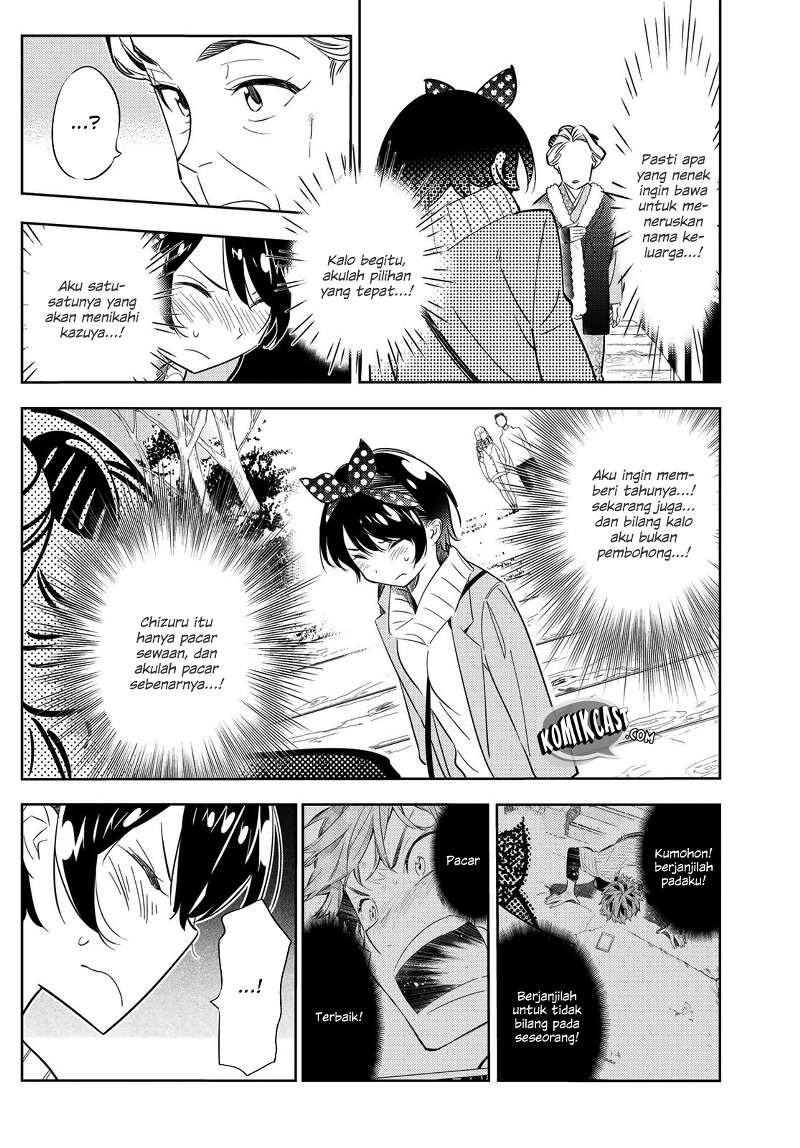 Pasti apa
yang nenek
ingin bawa
untuk me-
neruskan
nama ke-
luarga...!
Kalo begitu,
akulah pilihan
yang tepat...!
...?
Aku satu-
satunya yang
akan menikahi
kazuya...!
Aku ingin mem-
beri tahunya...!
sekarang juga...
dan bilang kalo
aku bukan
pembohong...!
Chizuru itu
hanya pacar
sewaan, dan
akulah pacar
sebenarnya...!
KOMIKCAST
.COM
Kumohon!
berjanjilah
padaku!
Berjanjilah
untuk tidak
bilang pada
seseorang!
Pacar
Terbaik!
...!